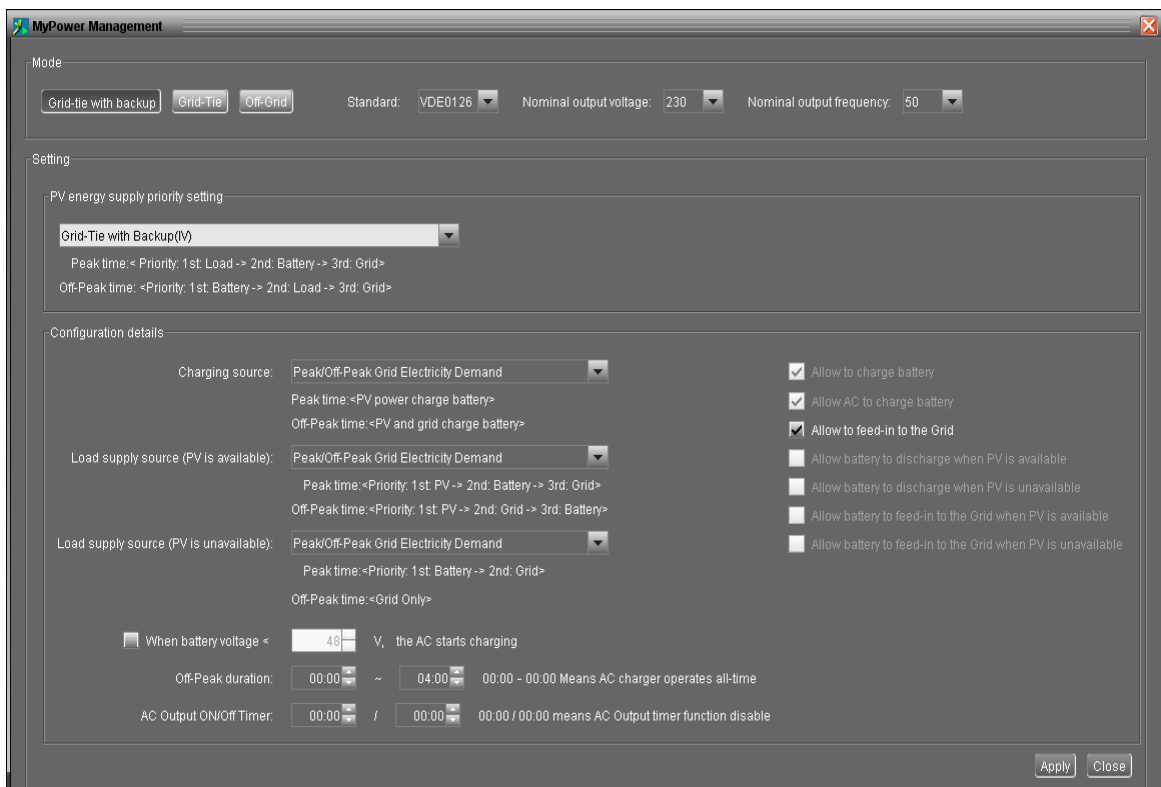 MyPower Management
Mode
Grid-tie with backup Grid-Tie Off-Grid Standard: VDE0126 Nominal output voltage: 230 Nominal output frequency: 50
Setting
PV energy supply priority setting
Grid-Tie with Backup(IV)
Peak time:< Priority: 1st: Load -> 2nd: Battery -> 3rd: Grid>
Off-Peak time: <Priority: 1st: Battery -> 2nd: Load -> 3rd: Grid>
Configuration details
Charging source: Peak/Off-Peak Grid Electricity Demand Allow to charge battery
Peak time:<PV power charge battery> Allow AC to charge battery
Off-Peak time:<PV and grid charge battery> Allow to feed-in to the Grid
Load supply source (PV is available): Peak/Off-Peak Grid Electricity Demand Allow battery to discharge when PV is available
Peak time:<Priority: 1st: PV -> 2nd: Battery -> 3rd: Grid> Allow battery to discharge when PV is unavailable
Off-Peak time:<Priority: 1st: PV -> 2nd: Grid -> 3rd: Battery> Allow battery to feed-in to the Grid when PV is available
Load supply source (PV is unavailable): Peak/Off-Peak Grid Electricity Demand Allow battery to feed-in to the Grid when PV is unavailable
Peak time:<Priority: 1st: Battery -> 2nd: Grid>
Off-Peak time:<Grid Only>
When battery voltage < 48 V, the AC starts charging
Off-Peak duration: 00:00 ~ 04:00 00:00 - 00:00 Means AC charger operates all-time
AC Output ON/Off Timer: 00:00 / 00:00 00:00 / 00:00 means AC Output timer function disable
Apply Close